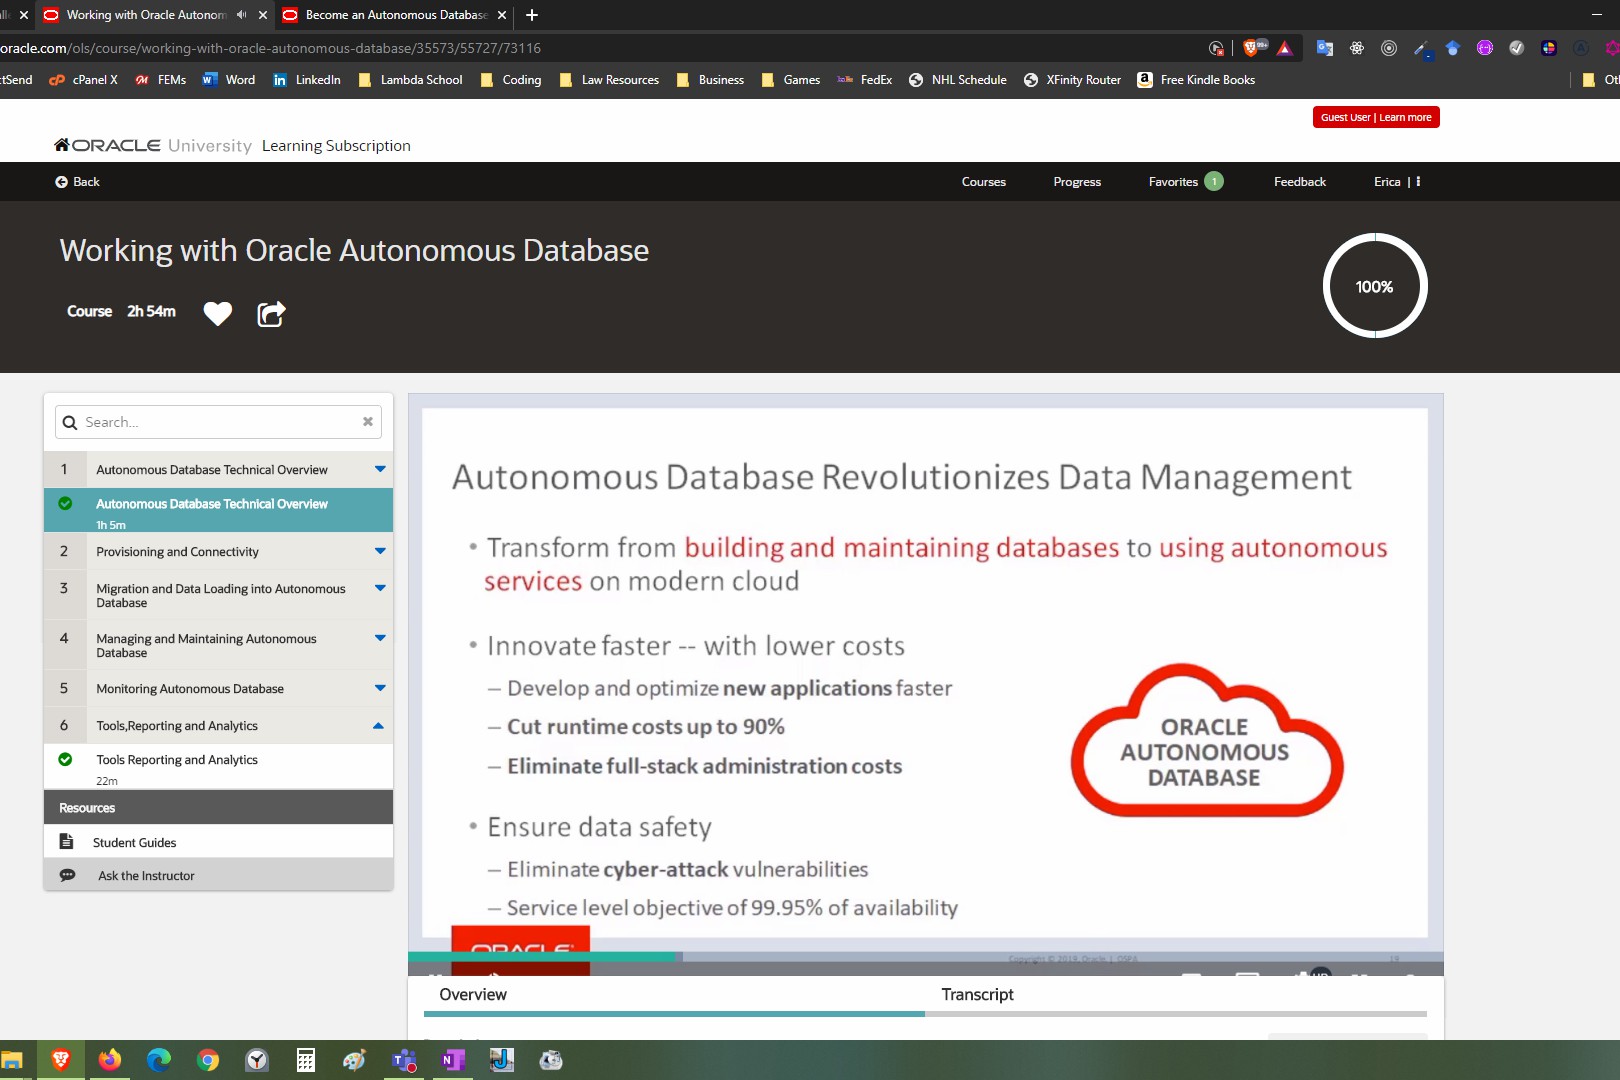 Working with Oracle Autonom
Become an Autonomous Database
oracle.com/ols/course/working-with-oracle-autonomous-database/35573/55727/73116
99+
ctSend
cPanel X
FEMs
Word
LinkedIn
Lambda School
Coding
Law Resources
Business
Games
FedEx
NHL Schedule
XFinity Router
Free Kindle Books
Guest User | Learn more
ORACLE University Learning Subscription
Back
Courses
Progress
Favorites 1
Feedback
Erica |
Working with Oracle Autonomous Database
Course 2h 54m
100%
Search...
1 Autonomous Database Technical Overview
Autonomous Database Technical Overview
1h 5m
2 Provisioning and Connectivity
3 Migration and Data Loading into Autonomous
Database
4 Managing and Maintaining Autonomous
Database
5 Monitoring Autonomous Database
6 Tools,Reporting and Analytics
Tools Reporting and Analytics
22m
Resources
Student Guides
Ask the Instructor
Autonomous Database Revolutionizes Data Management
• Transform from building and maintaining databases to using autonomous
services on modern cloud
• Innovate faster -- with lower costs
– Develop and optimize new applications faster
– Cut runtime costs up to 90%
– Eliminate full-stack administration costs
• Ensure data safety
– Eliminate cyber-attack vulnerabilities
– Service level objective of 99.95% of availability
ORACLE
AUTONOMOUS
DATABASE
ORACLE
Copyright © 2019, Oracle | OSPA
19
Overview
Transcript